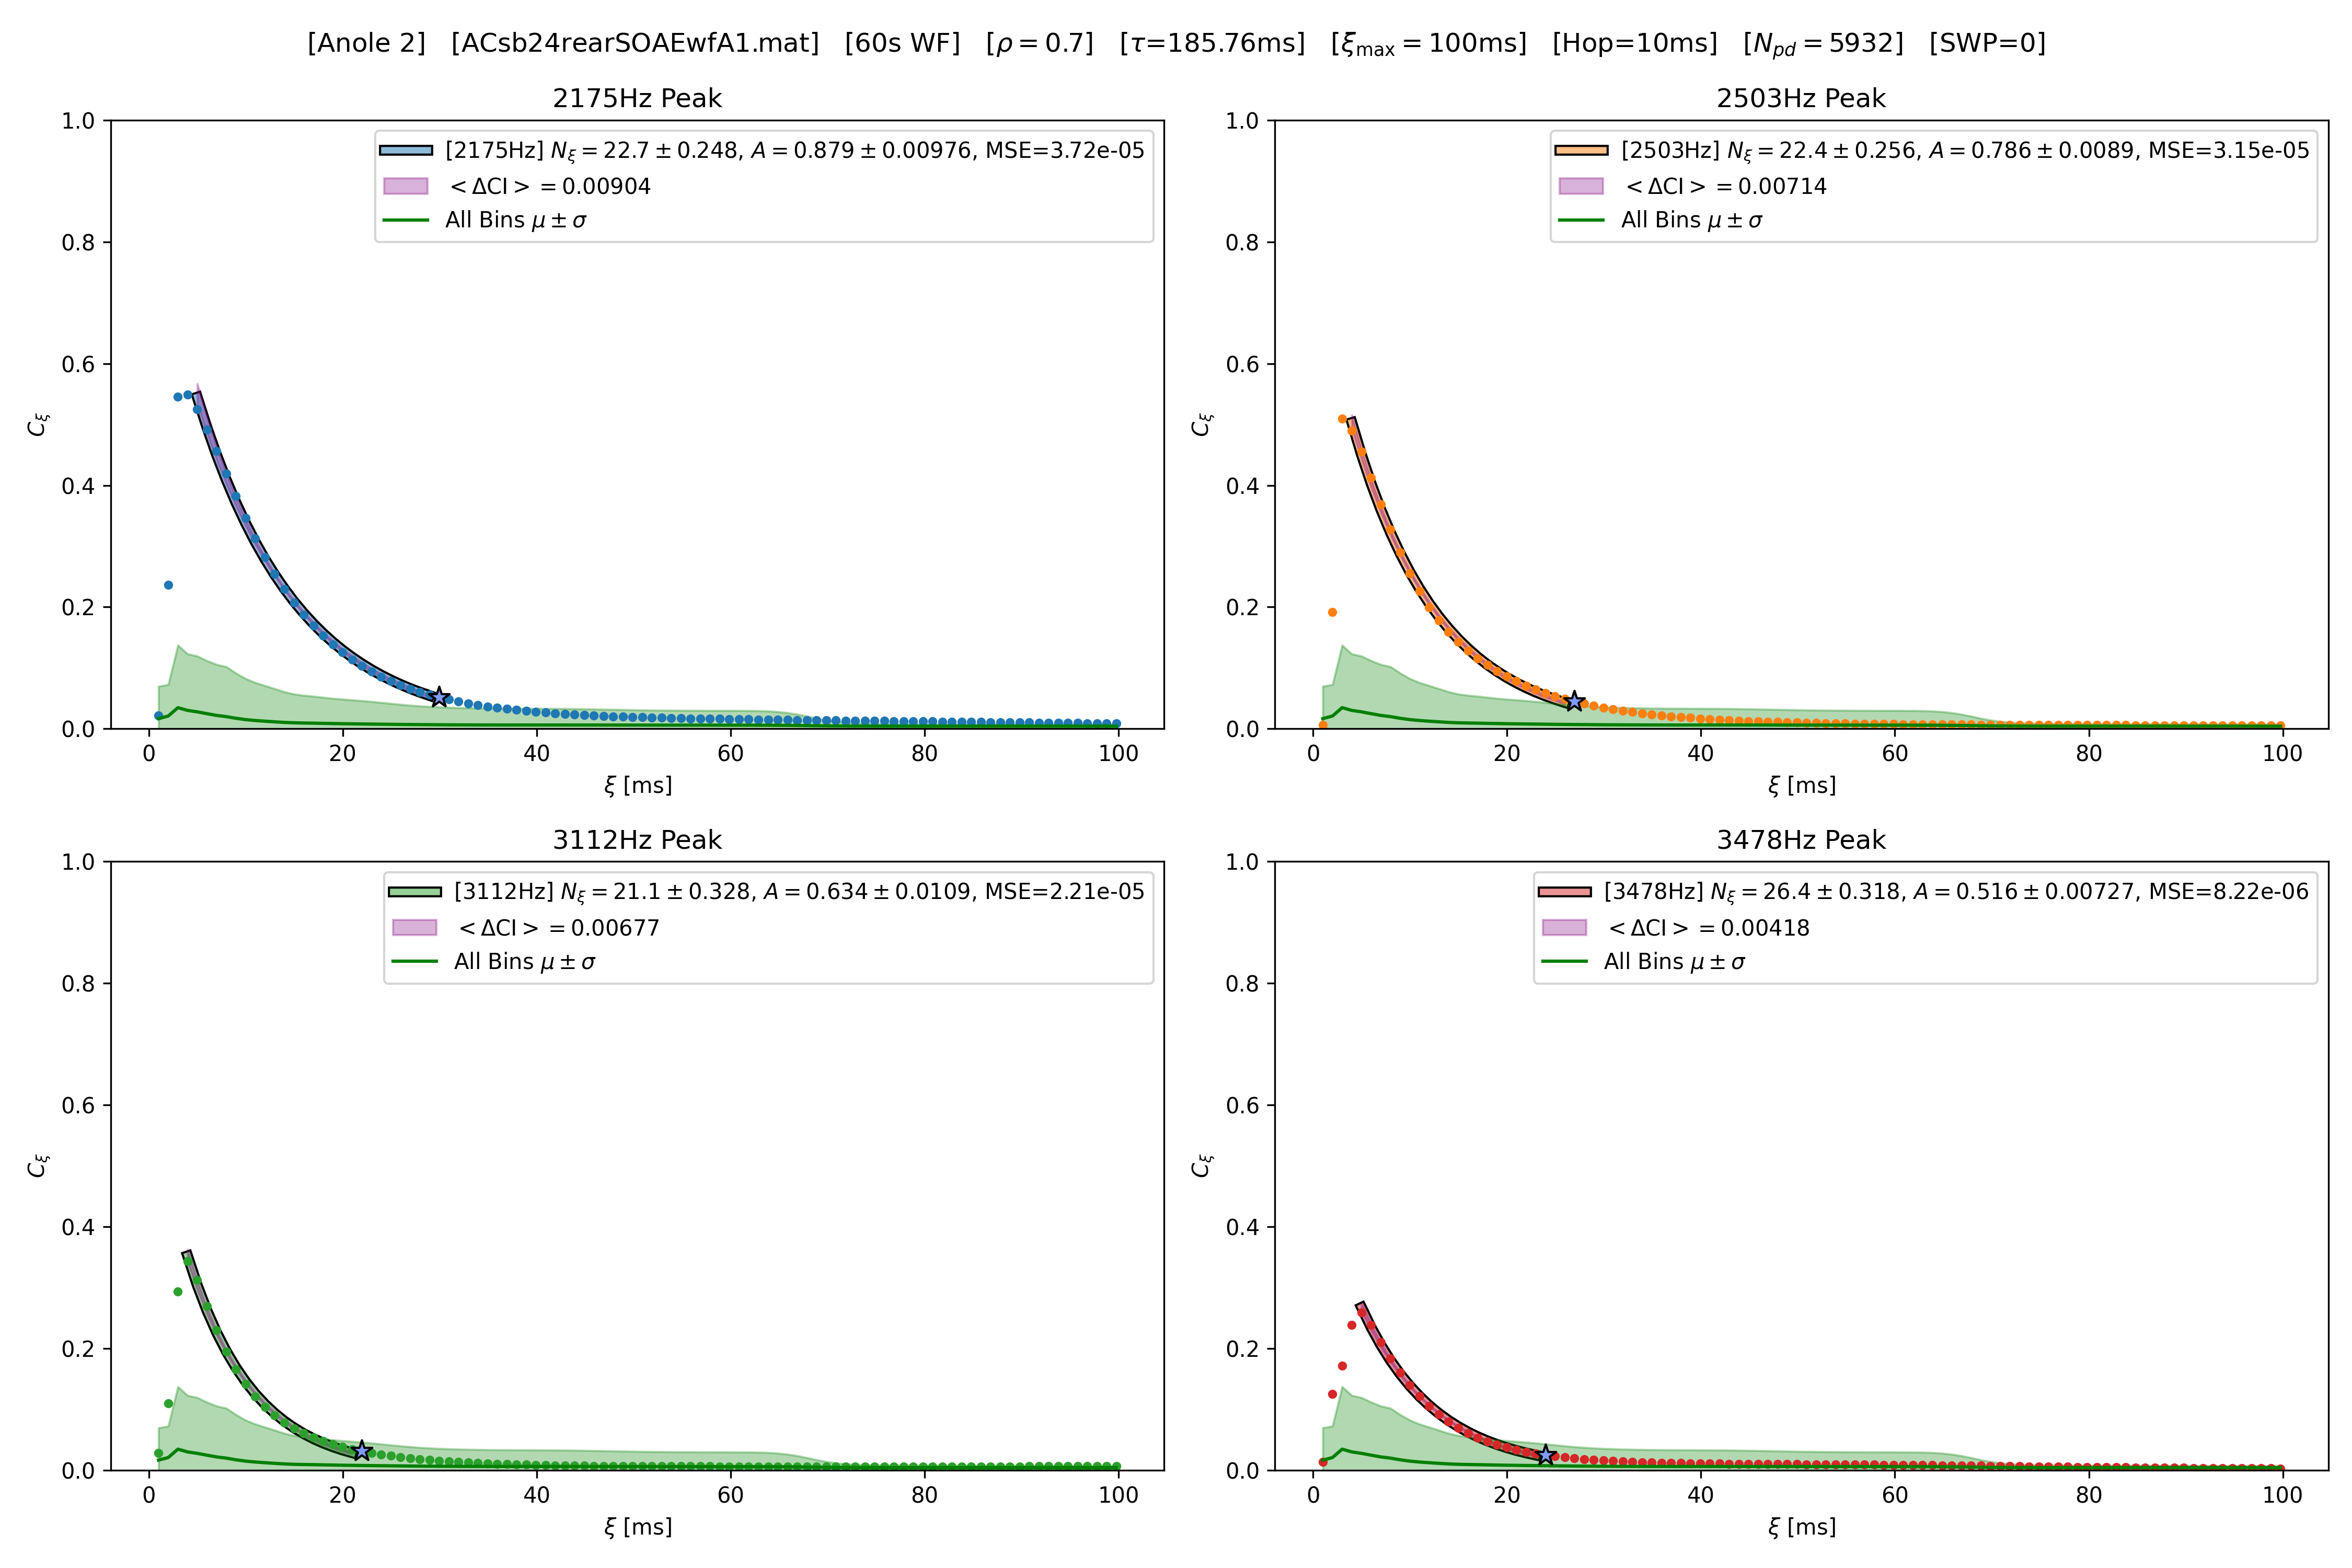 [Anole 2] [ACsb24rearSOAEwfA1.mat] [60s WF] [ρ = 0.7] [τ=185.76ms] [ξmax = 100ms] [Hop=10ms] [Npd = 5932] [SWP=0]
2175Hz Peak
[2175Hz] Nξ = 22.7 ± 0.248, A = 0.879 ± 0.00976, MSE=3.72e-05
< ΔCI > = 0.00904
All Bins μ ± σ
1.0
0.8
0.6
0.4
0.2
0.0
Cξ
0 20 40 60 80 100
ξ [ms]
2503Hz Peak
[2503Hz] Nξ = 22.4 ± 0.256, A = 0.786 ± 0.0089, MSE=3.15e-05
< ΔCI > = 0.00714
All Bins μ ± σ
1.0
0.8
0.6
0.4
0.2
0.0
Cξ
0 20 40 60 80 100
ξ [ms]
3112Hz Peak
[3112Hz] Nξ = 21.1 ± 0.328, A = 0.634 ± 0.0109, MSE=2.21e-05
< ΔCI > = 0.00677
All Bins μ ± σ
1.0
0.8
0.6
0.4
0.2
0.0
Cξ
0 20 40 60 80 100
ξ [ms]
3478Hz Peak
[3478Hz] Nξ = 26.4 ± 0.318, A = 0.516 ± 0.00727, MSE=8.22e-06
< ΔCI > = 0.00418
All Bins μ ± σ
1.0
0.8
0.6
0.4
0.2
0.0
Cξ
0 20 40 60 80 100
ξ [ms]